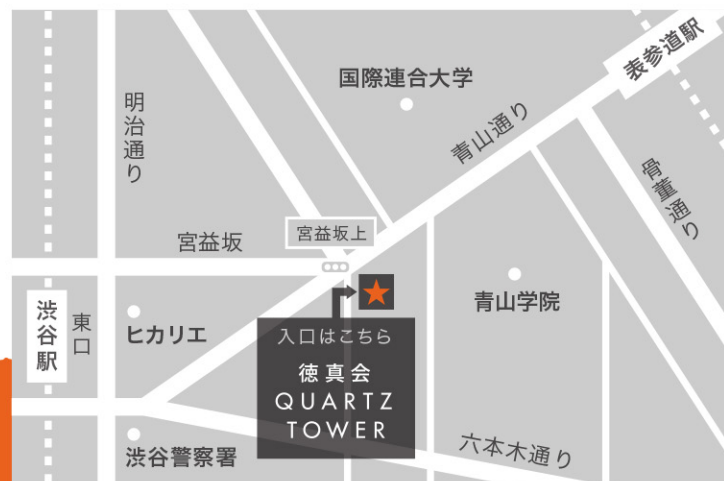 表参道駅
国際連合大学
明治通り
青山通り
骨董通り
宮益坂上
宮益坂
青山学院
渋谷駅
東口
ヒカリエ
入口はこちら
徳真会
QUARTZ
TOWER
渋谷警察署
六本木通り